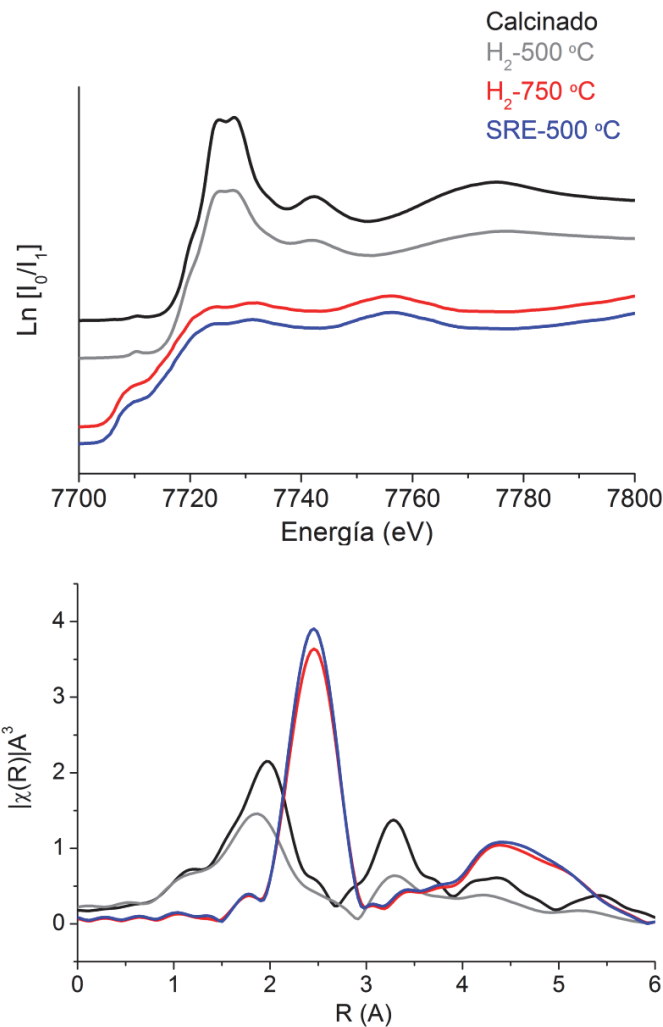 Calcinado
H₂-500 ºC
H₂-750 ºC
SRE-500 ºC
Ln [I₀/I₁]
7700 7720 7740 7760 7780 7800
Energía (eV)
4
3
2
1
0
|χ(R)|A³
0 1 2 3 4 5 6
R (A)